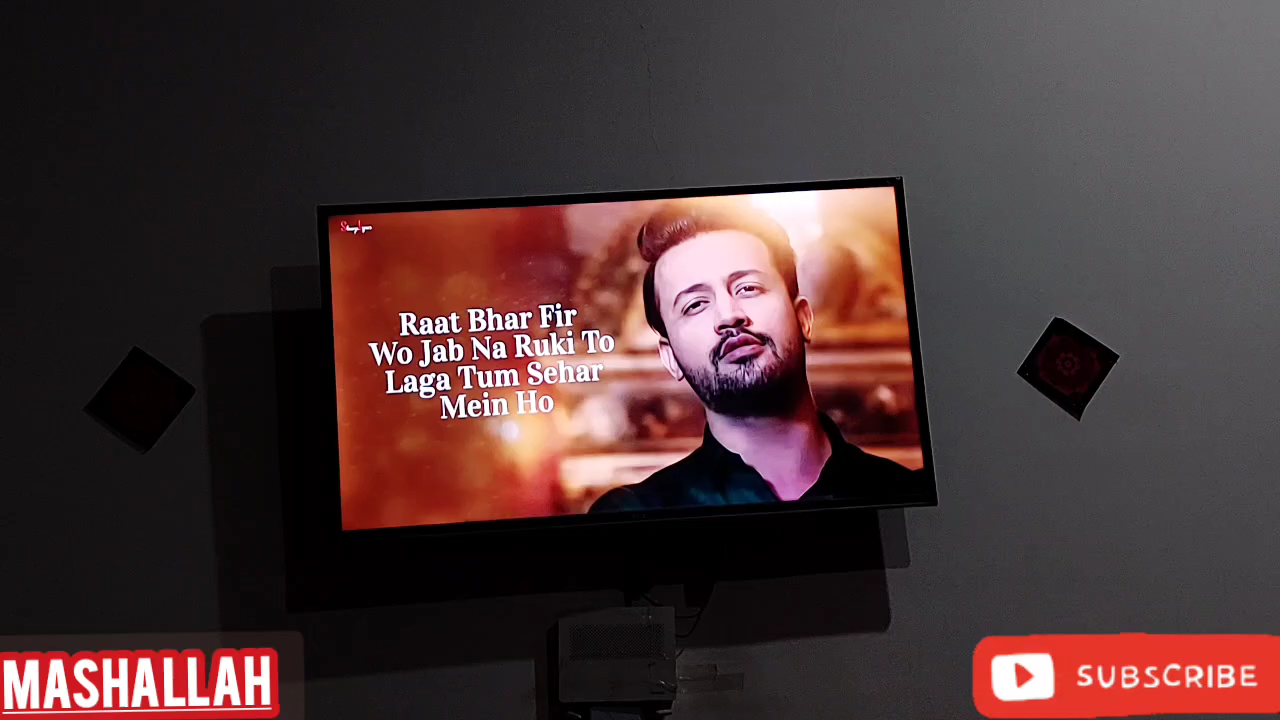 Raat Bhar Fir
Wo Jab Na Ruki To
Laga Tum Sehar
Mein Ho
MASHALLAH
SUBSCRIBE